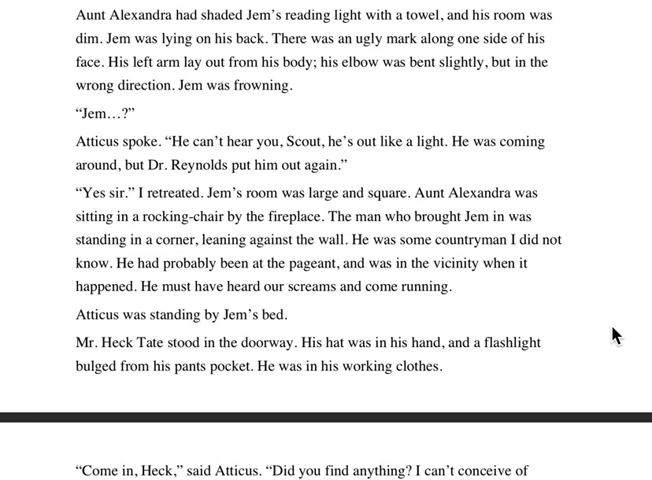 Aunt Alexandra had shaded Jem’s reading light with a towel, and his room was
dim. Jem was lying on his back. There was an ugly mark along one side of his
face. His left arm lay out from his body; his elbow was bent slightly, but in the
wrong direction. Jem was frowning.
“Jem…?”
Atticus spoke. “He can’t hear you, Scout, he’s out like a light. He was coming
around, but Dr. Reynolds put him out again.”
“Yes sir.” I retreated. Jem’s room was large and square. Aunt Alexandra was
sitting in a rocking-chair by the fireplace. The man who brought Jem in was
standing in a corner, leaning against the wall. He was some countryman I did not
know. He had probably been at the pageant, and was in the vicinity when it
happened. He must have heard our screams and come running.
Atticus was standing by Jem’s bed.
Mr. Heck Tate stood in the doorway. His hat was in his hand, and a flashlight
bulged from his pants pocket. He was in his working clothes.
“Come in, Heck,” said Atticus. “Did you find anything? I can’t conceive of